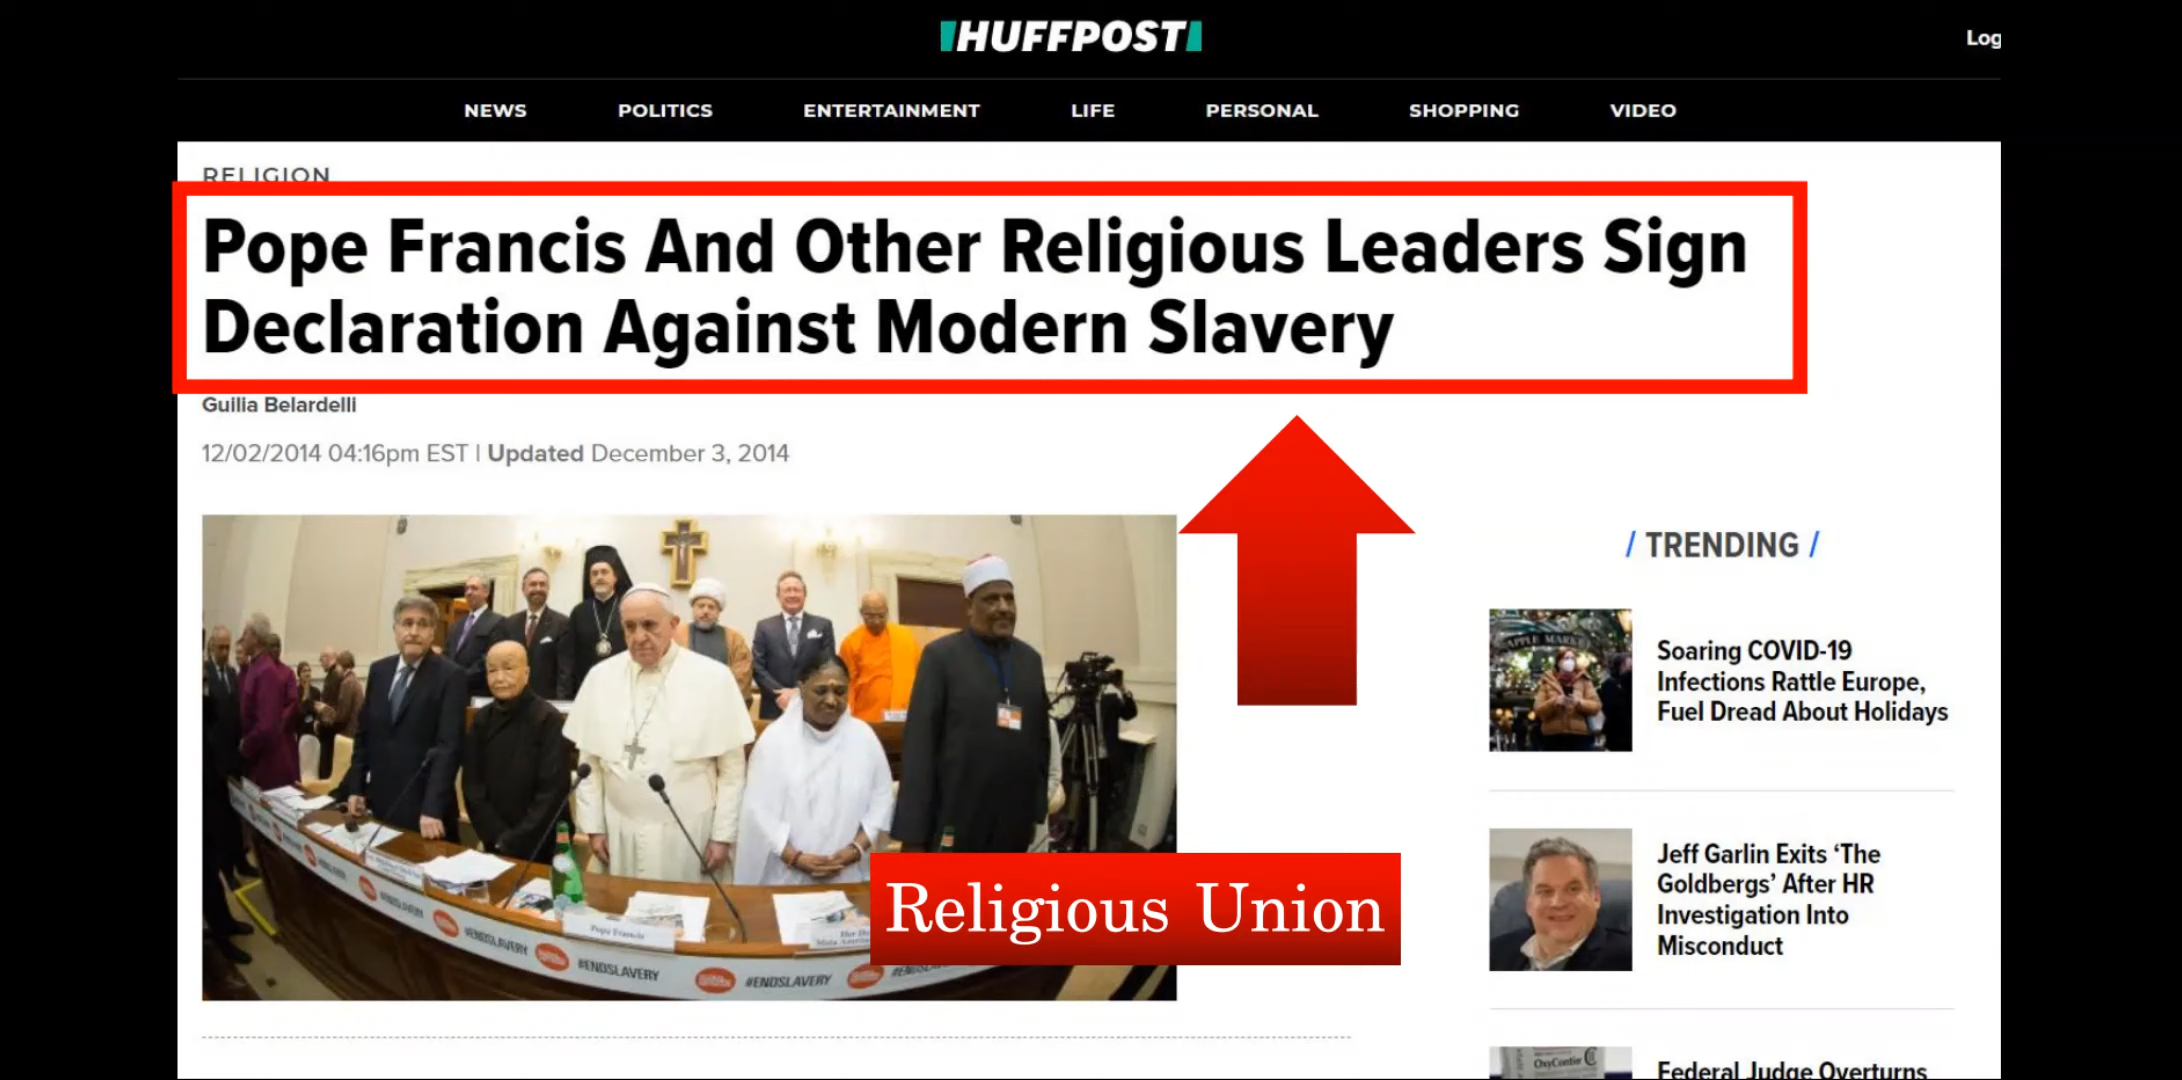 HUFFPOST
Log
NEWS POLITICS ENTERTAINMENT LIFE PERSONAL SHOPPING VIDEO
RELIGION
Pope Francis And Other Religious Leaders Sign
Declaration Against Modern Slavery
Guilia Belardelli
12/02/2014 04:16pm EST | Updated December 3, 2014
/ TRENDING /
Soaring COVID-19
Infections Rattle Europe,
Fuel Dread About Holidays
Jeff Garlin Exits ‘The
Goldbergs’ After HR
Investigation Into
Misconduct
OxyContin
Federal Judge Overturns
Religious Union
Pope Francis
#ENDSLAVERY
#ENDSLAVERY
#ENDSLAVERY